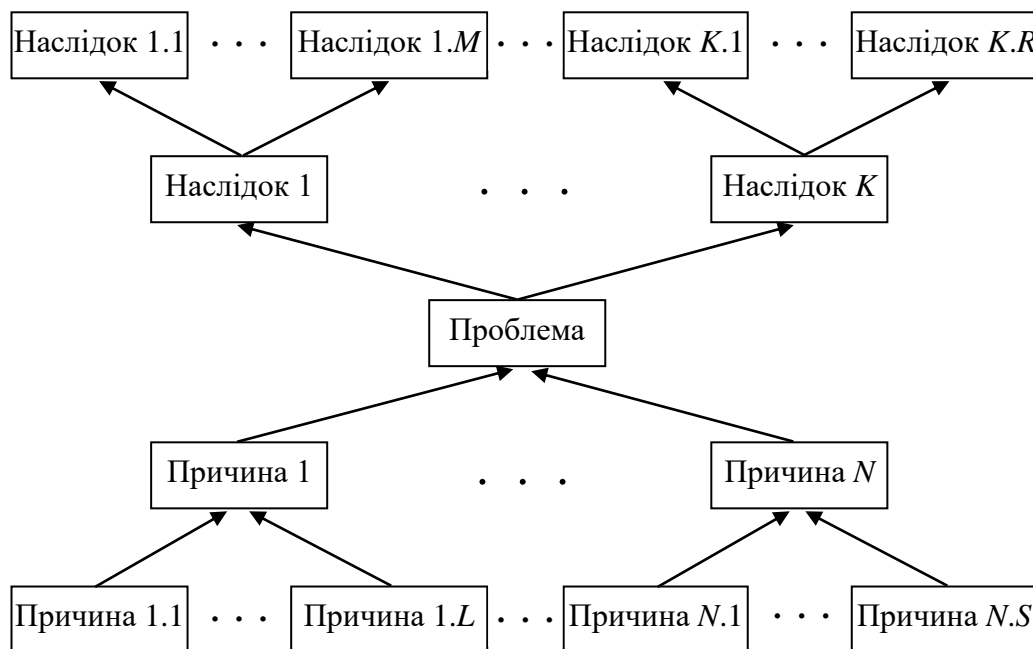 Наслідок 1.1 · · · Наслідок 1.M · · · Наслідок K.1 · · · Наслідок K.R
Наслідок 1 . . . Наслідок K
Проблема
Причина 1 . . . Причина N
Причина 1.1 · · · Причина 1.L · · · Причина N.1 · · · Причина N.S